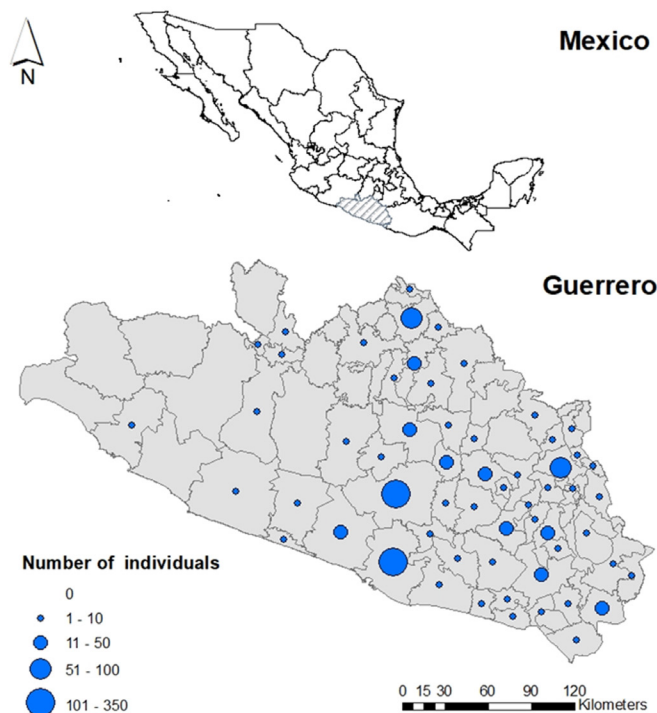 Mexico
N
Guerrero
Number of individuals
0
1 - 10
11 - 50
51 - 100
101 - 350
0 15 30 60 90 120
Kilometers